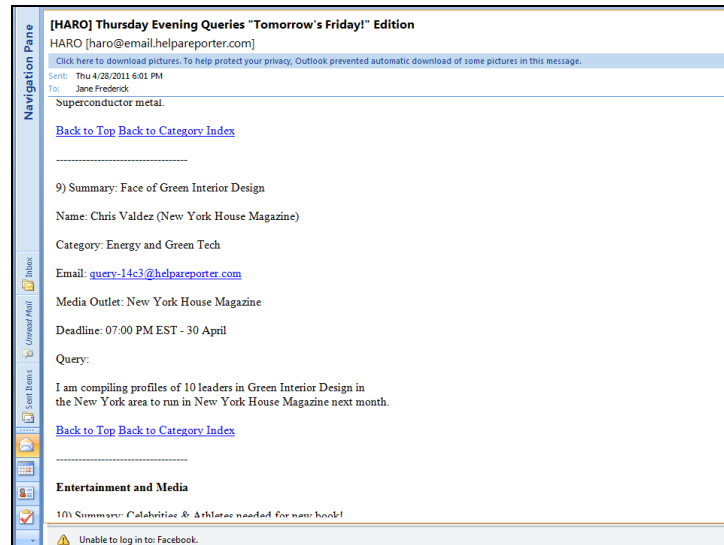 [HARO] Thursday Evening Queries "Tomorrow's Friday!" Edition
HARO [haro@email.helpareporter.com]
Click here to download pictures. To help protect your privacy, Outlook prevented automatic download of some pictures in this message.
Sent: Thu 4/28/2011 6:01 PM
To: Jane Frederick
Superconductor metal.
Back to Top Back to Category Index
-----------------------------------
9) Summary: Face of Green Interior Design
Name: Chris Valdez (New York House Magazine)
Category: Energy and Green Tech
Email: query-14c3@helpareporter.com
Media Outlet: New York House Magazine
Deadline: 07:00 PM EST - 30 April
Query:
I am compiling profiles of 10 leaders in Green Interior Design in
the New York area to run in New York House Magazine next month.
Back to Top Back to Category Index
-----------------------------------
Entertainment and Media
10) Summary: Celebrities & Athletes needed for new book!
Unable to log in to: Facebook.
Navigation Pane
Inbox
Unread Mail
Sent Items